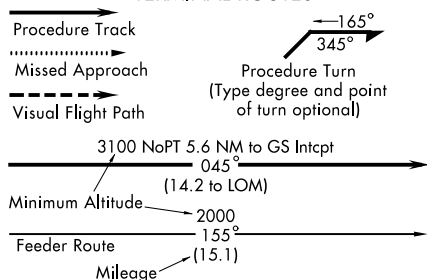 Procedure Track
Missed Approach
Visual Flight Path
165°
345°
Procedure Turn
(Type degree and point
of turn optional)
3100 NoPT 5.6 NM to GS Intcpt
045°
(14.2 to LOM)
Minimum Altitude
2000
155°
Feeder Route
(15.1)
Mileage